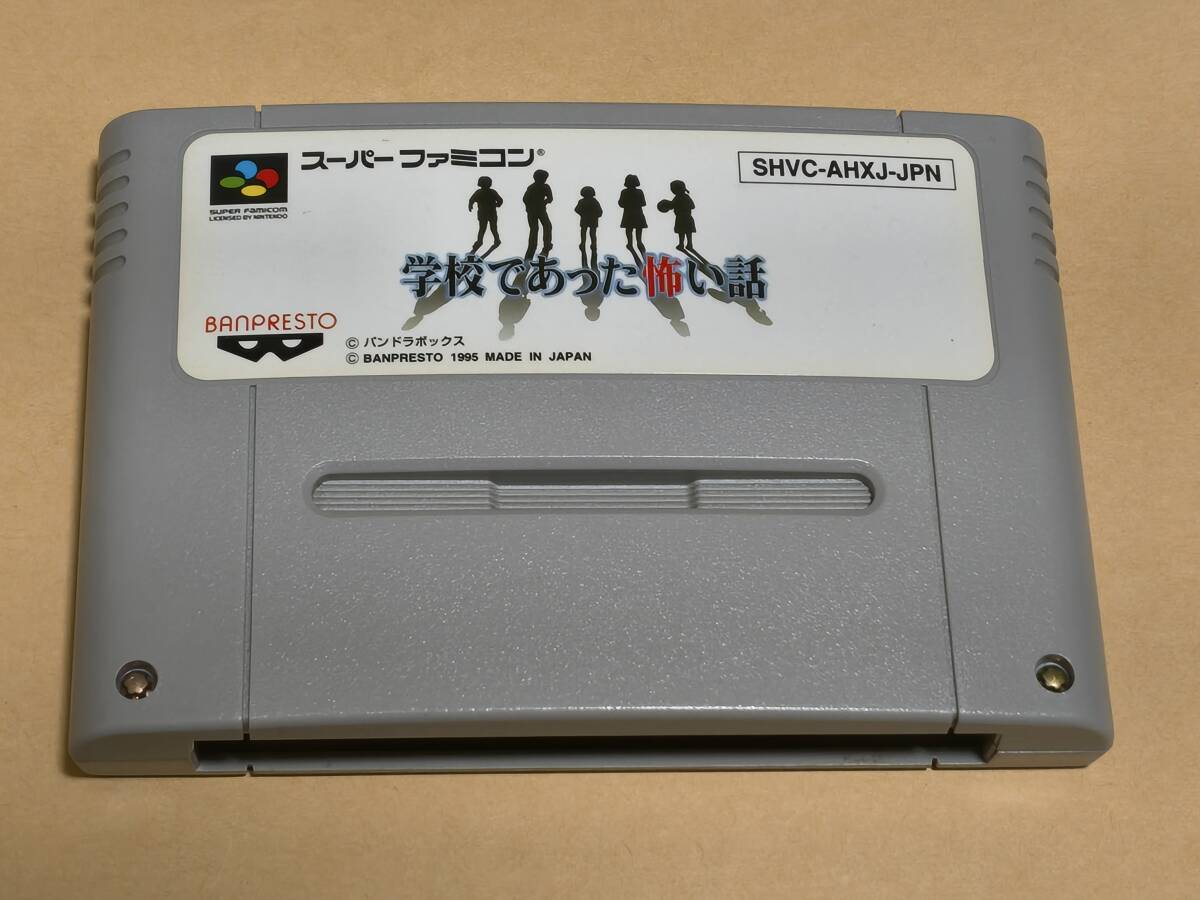 スーパーファミコン®
SHVC-AHXJ-JPN
SUPER FAMICOM
LICENSED BY NINTENDO
学校であった怖い話
BANPRESTO
© パンドラボックス
© BANPRESTO 1995 MADE IN JAPAN